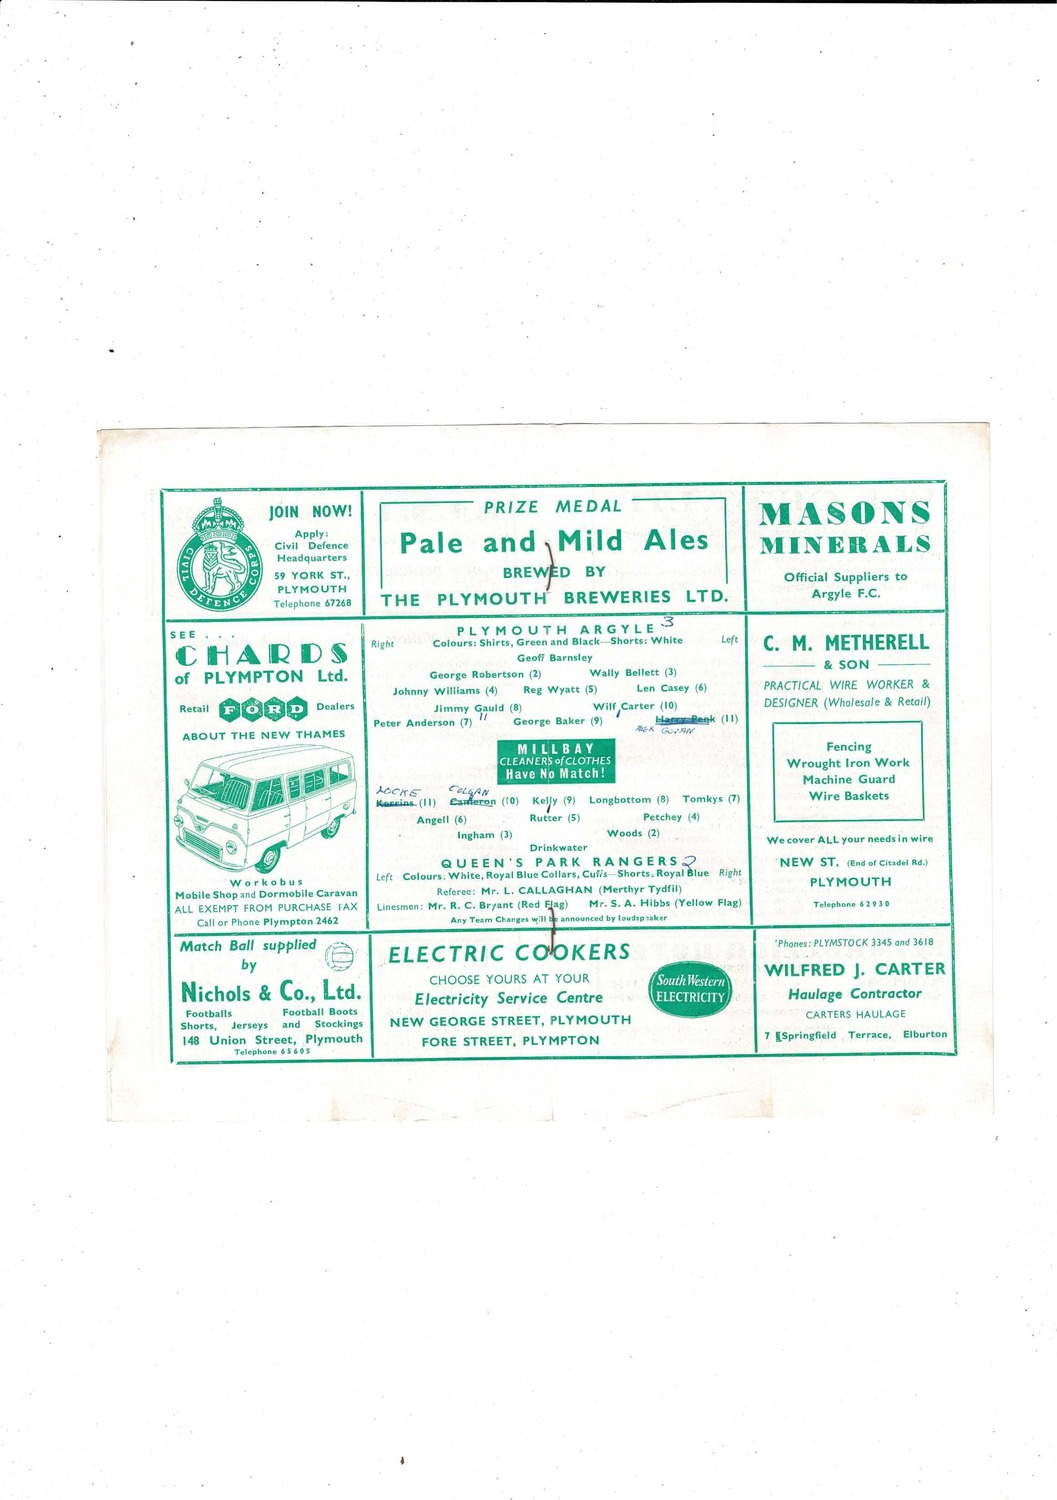 CIVIL DEFENCE CORPS
JOIN NOW!
Apply:
Civil Defence
Headquarters
59 YORK ST.,
PLYMOUTH
Telephone 67268
PRIZE MEDAL
Pale and Mild Ales
BREWED BY
THE PLYMOUTH BREWERIES LTD.
MASONS
MINERALS
Official Suppliers to
Argyle F.C.
SEE . . .
CHARDS
of PLYMPTON Ltd.
Retail FORD Dealers
ABOUT THE NEW THAMES
Workobus
Mobile Shop and Dormobile Caravan
ALL EXEMPT FROM PURCHASE TAX
Call or Phone Plympton 2462
PLYMOUTH ARGYLE 3
Right Colours: Shirts, Green and Black—Shorts: White Left
Geoff Barnsley
George Robertson (2) Wally Bellett (3)
Johnny Williams (4) Reg Wyatt (5) Len Casey (6)
Jimmy Gauld (8) Wilf Carter (10)
Peter Anderson (7) 11 George Baker (9) Harry Penk (11)
ALEX GOVAN
MILLBAY
CLEANERS of CLOTHES
Have No Match!
LOCKE COLGAN
Kerrins (11) Cameron (10) Kelly (9) Longbottom (8) Tomkys (7)
Angell (6) Rutter (5) Petchey (4)
Ingham (3) Woods (2)
Drinkwater
QUEEN'S PARK RANGERS 2
Left Colours: White, Royal Blue Collars, Cuffs—Shorts, Royal Blue Right
Referee: Mr. L. CALLAGHAN (Merthyr Tydfil)
Linesmen: Mr. R. C. Bryant (Red Flag) Mr. S. A. Hibbs (Yellow Flag)
Any Team Changes will be announced by loudspeaker
C. M. METHERELL
& SON
PRACTICAL WIRE WORKER &
DESIGNER (Wholesale & Retail)
Fencing
Wrought Iron Work
Machine Guard
Wire Baskets
We cover ALL your needs in wire
NEW ST. (End of Citadel Rd.)
PLYMOUTH
Telephone 62930
Match Ball supplied
by
Nichols & Co., Ltd.
Footballs Football Boots
Shorts, Jerseys and Stockings
148 Union Street, Plymouth
Telephone 65605
ELECTRIC COOKERS
CHOOSE YOURS AT YOUR
Electricity Service Centre
NEW GEORGE STREET, PLYMOUTH
FORE STREET, PLYMPTON
South Western
ELECTRICITY
'Phones: PLYMSTOCK 3345 and 3618
WILFRED J. CARTER
Haulage Contractor
CARTERS HAULAGE
7 Springfield Terrace, Elburton